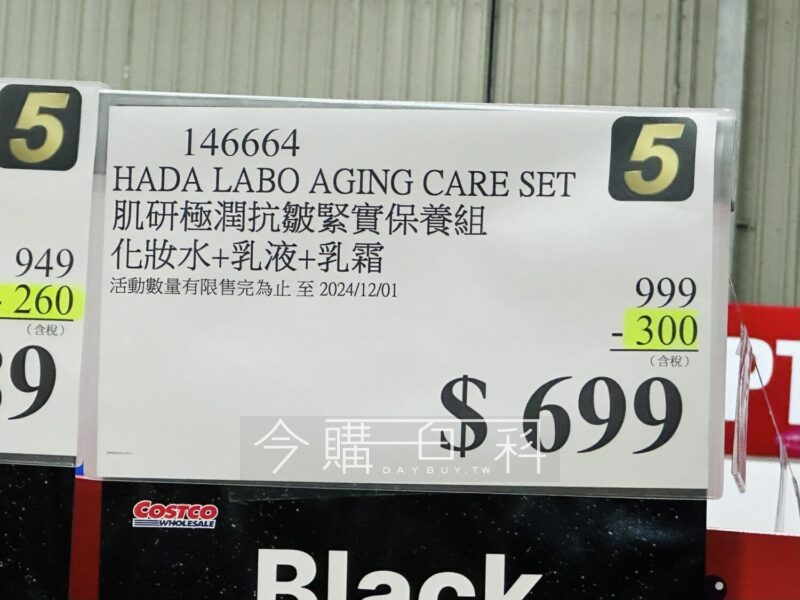 5
949
- 260
(含稅)
89
146664
5
HADA LABO AGING CARE SET
肌研極潤抗皺緊實保養組
化妝水+乳液+乳霜
活動數量有限售完為止 至 2024/12/01
999
- 300
(含稅)
$ 699
今購百科
DAYBUY.TW
COSTCO
WHOLESALE
Black
PT